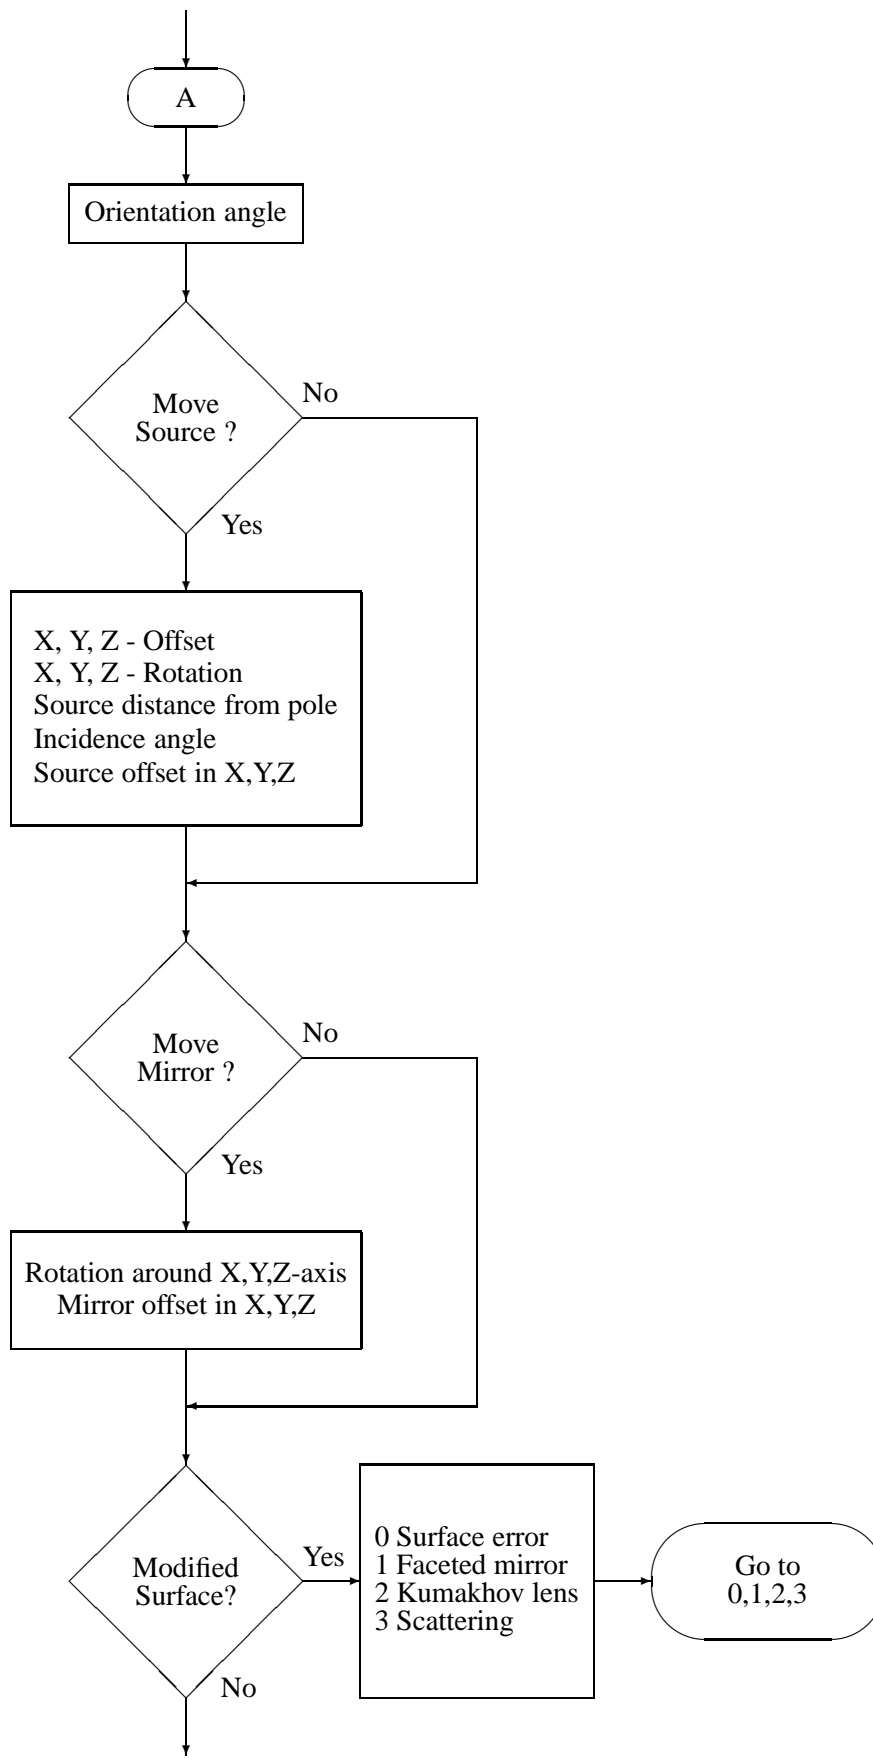 A
Orientation angle
Move
Source ?
No
Yes
X, Y, Z - Offset
X, Y, Z - Rotation
Source distance from pole
Incidence angle
Source offset in X,Y,Z
Move
Mirror ?
No
Yes
Rotation around X,Y,Z-axis
Mirror offset in X,Y,Z
Modified
Surface?
Yes
No
0 Surface error
1 Faceted mirror
2 Kumakhov lens
3 Scattering
Go to
0,1,2,3